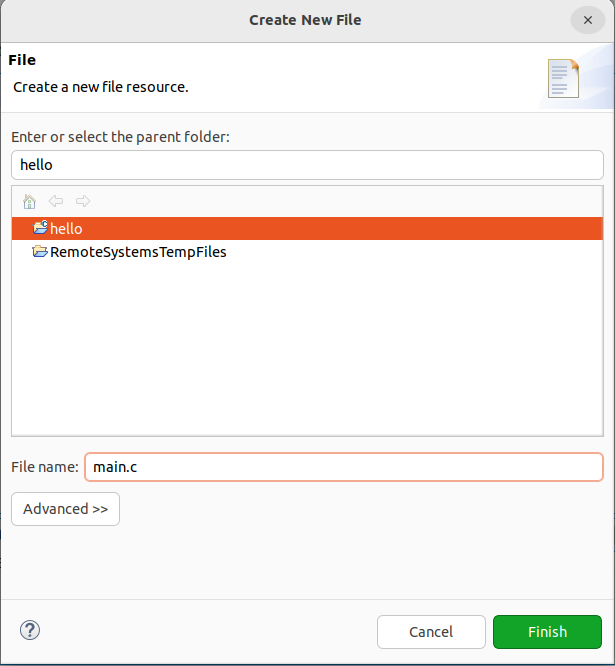 Create New File
File
Create a new file resource.
Enter or select the parent folder:
hello
hello
RemoteSystemsTempFiles
File name: main.c
Advanced >>
? Cancel Finish